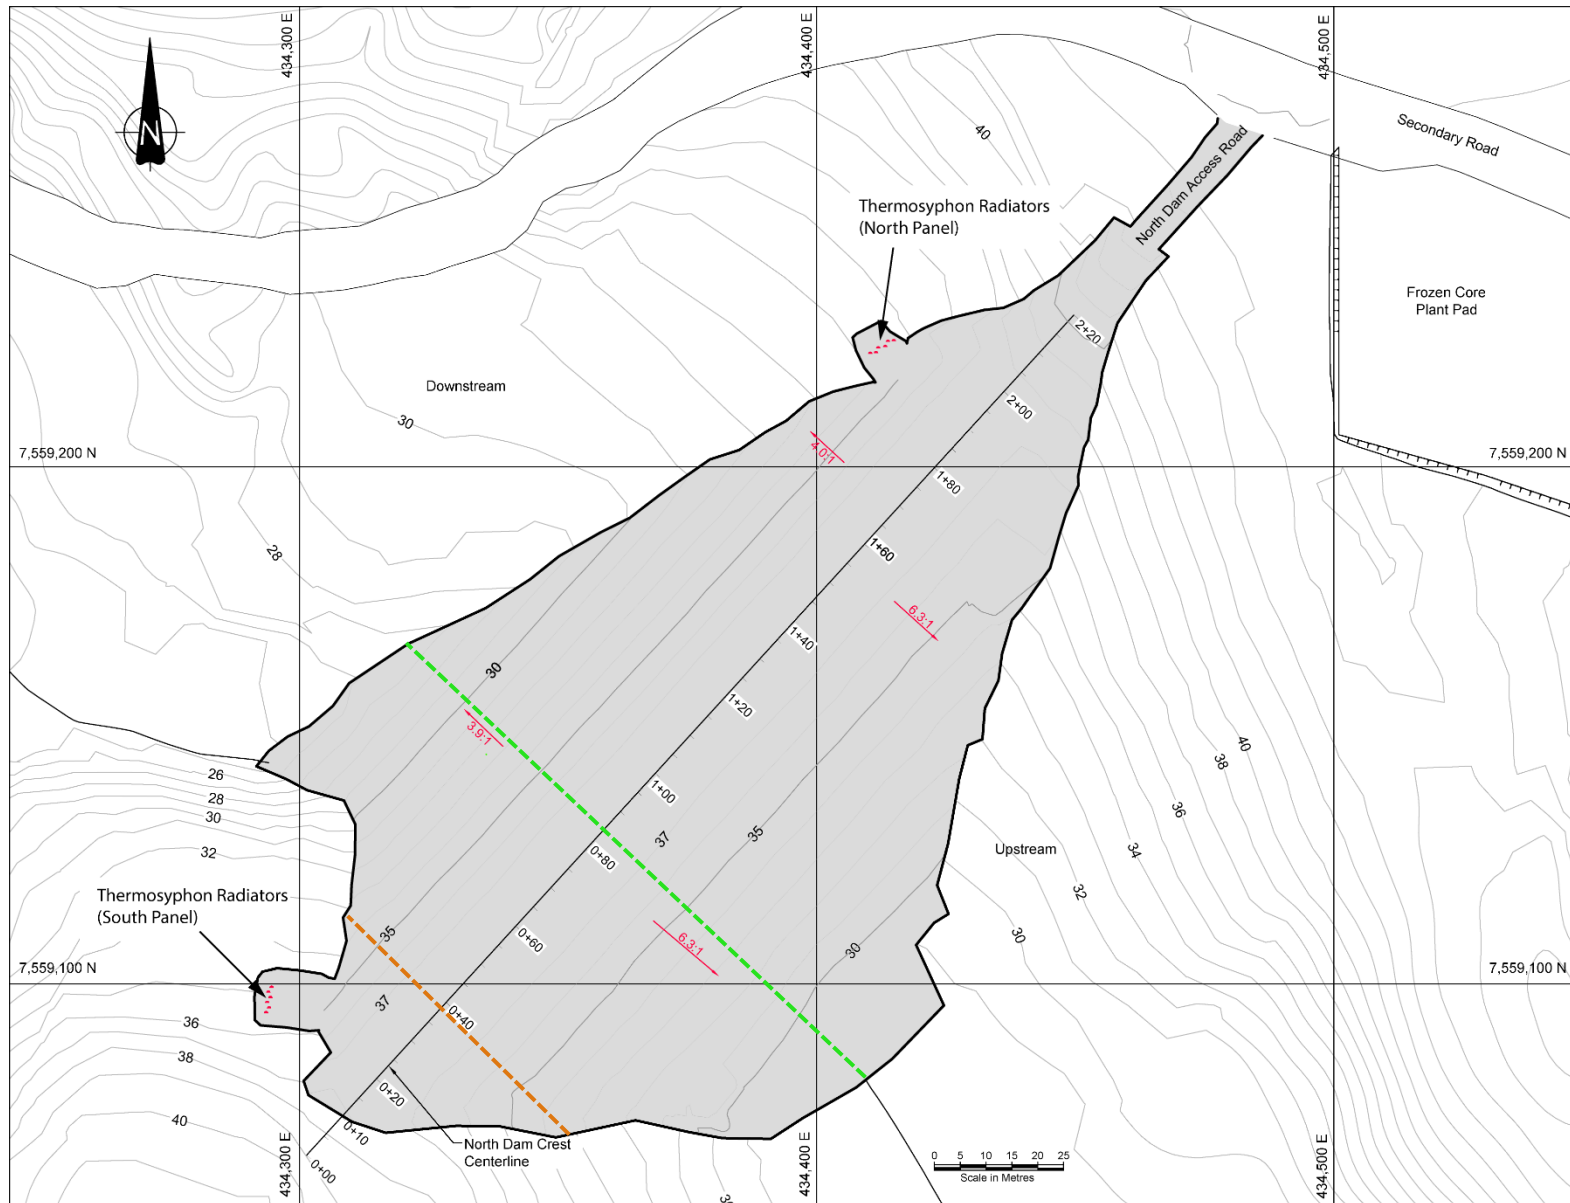 434,300 E
434,400 E
434,500 E
N
40
Secondary Road
North Dam Access Road
Thermosyphon Radiators
(North Panel)
Frozen Core
Plant Pad
2+20
Downstream
2+00
30
4.0:1
7,559,200 N
7,559,200 N
1+80
28
1+60
6.3:1
1+40
30
1+20
3.9:1
40
38
26
28
30
1+00
36
35
37
32
0+80
34
Upstream
Thermosyphon Radiators
(South Panel)
32
35
0+60
6.3:1
30
30
7,559,100 N
7,559,100 N
37
0+40
36
38
0+20
40
0+10
North Dam Crest
Centerline
0+00
434,300 E
434,400 E
434,500 E
0 5 10 15 20 25
Scale in Metres